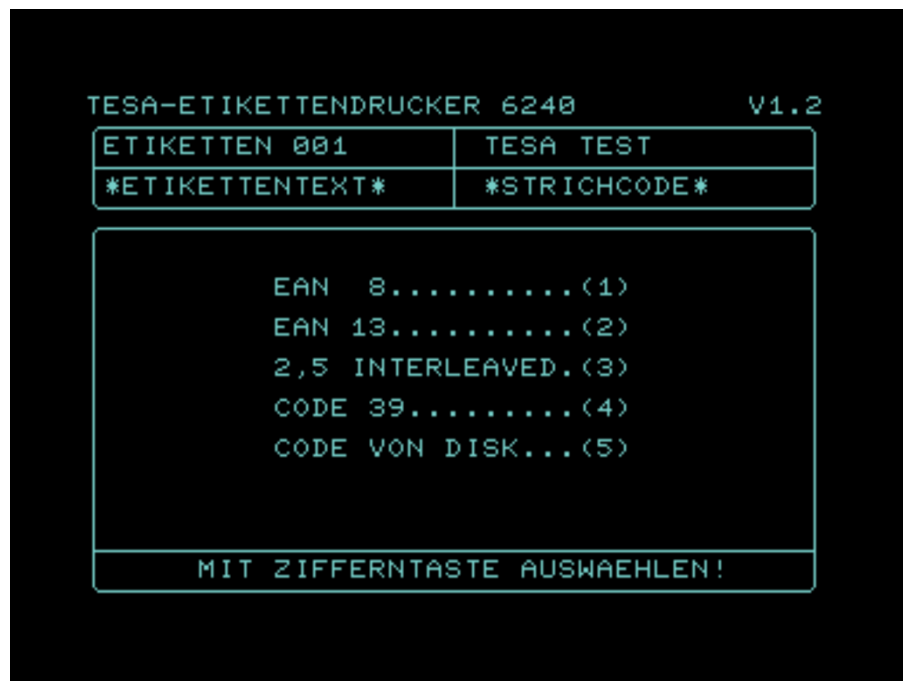 TESA-ETIKETTENDRUCKER 6240 V1.2
ETIKETTEN 001 TESA TEST
*ETIKETTENTEXT* *STRICHCODE*
EAN  8..........(1)
EAN 13..........(2)
2,5 INTERLEAVED.(3)
CODE 39.........(4)
CODE VON DISK...(5)
MIT ZIFFERNTASTE AUSWAEHLEN!